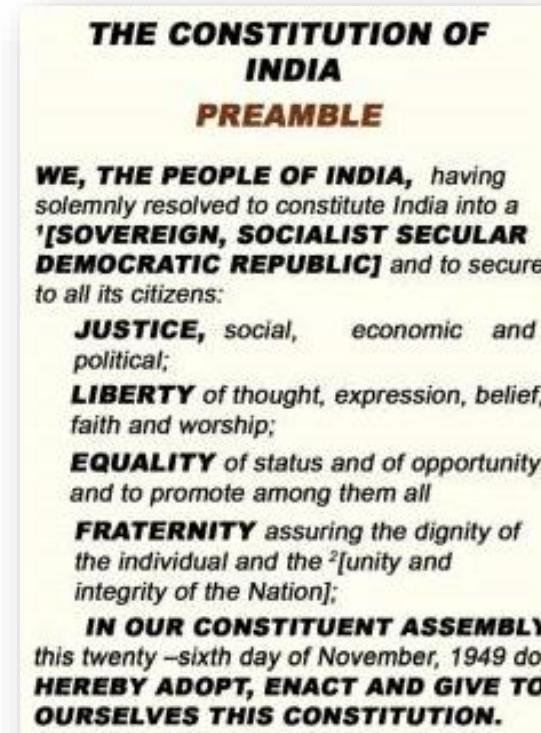 THE CONSTITUTION OF
INDIA
PREAMBLE
WE, THE PEOPLE OF INDIA, having
solemnly resolved to constitute India into a
¹[SOVEREIGN, SOCIALIST SECULAR
DEMOCRATIC REPUBLIC] and to secure
to all its citizens:
JUSTICE, social, economic and
political;
LIBERTY of thought, expression, belief,
faith and worship;
EQUALITY of status and of opportunity
and to promote among them all
FRATERNITY assuring the dignity of
the individual and the ²[unity and
integrity of the Nation];
IN OUR CONSTITUENT ASSEMBLY
this twenty –sixth day of November, 1949 do
HEREBY ADOPT, ENACT AND GIVE TO
OURSELVES THIS CONSTITUTION.